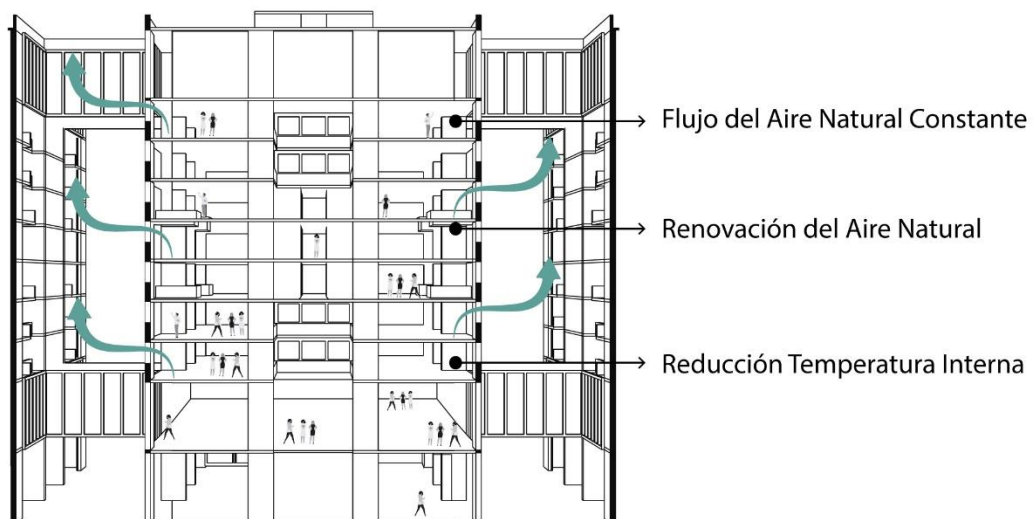 Flujo del Aire Natural Constante
Renovación del Aire Natural
Reducción Temperatura Interna